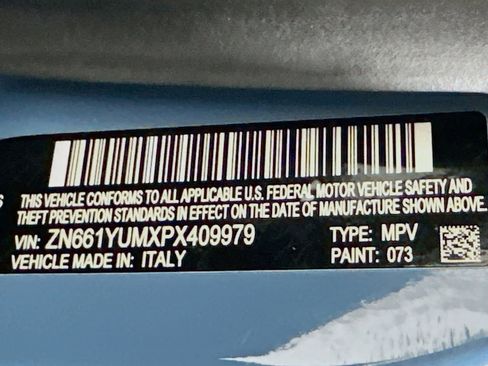 THIS VEHICLE CONFORMS TO ALL APPLICABLE U.S. FEDERAL MOTOR VEHICLE SAFETY AND
THEFT PREVENTION STANDARDS IN EFFECT ON THE DATE OF MANUFACTURE SHOWN ABOVE.
VIN: ZN661YUMXPX409979 TYPE: MPV
VEHICLE MADE IN: ITALY PAINT: 073